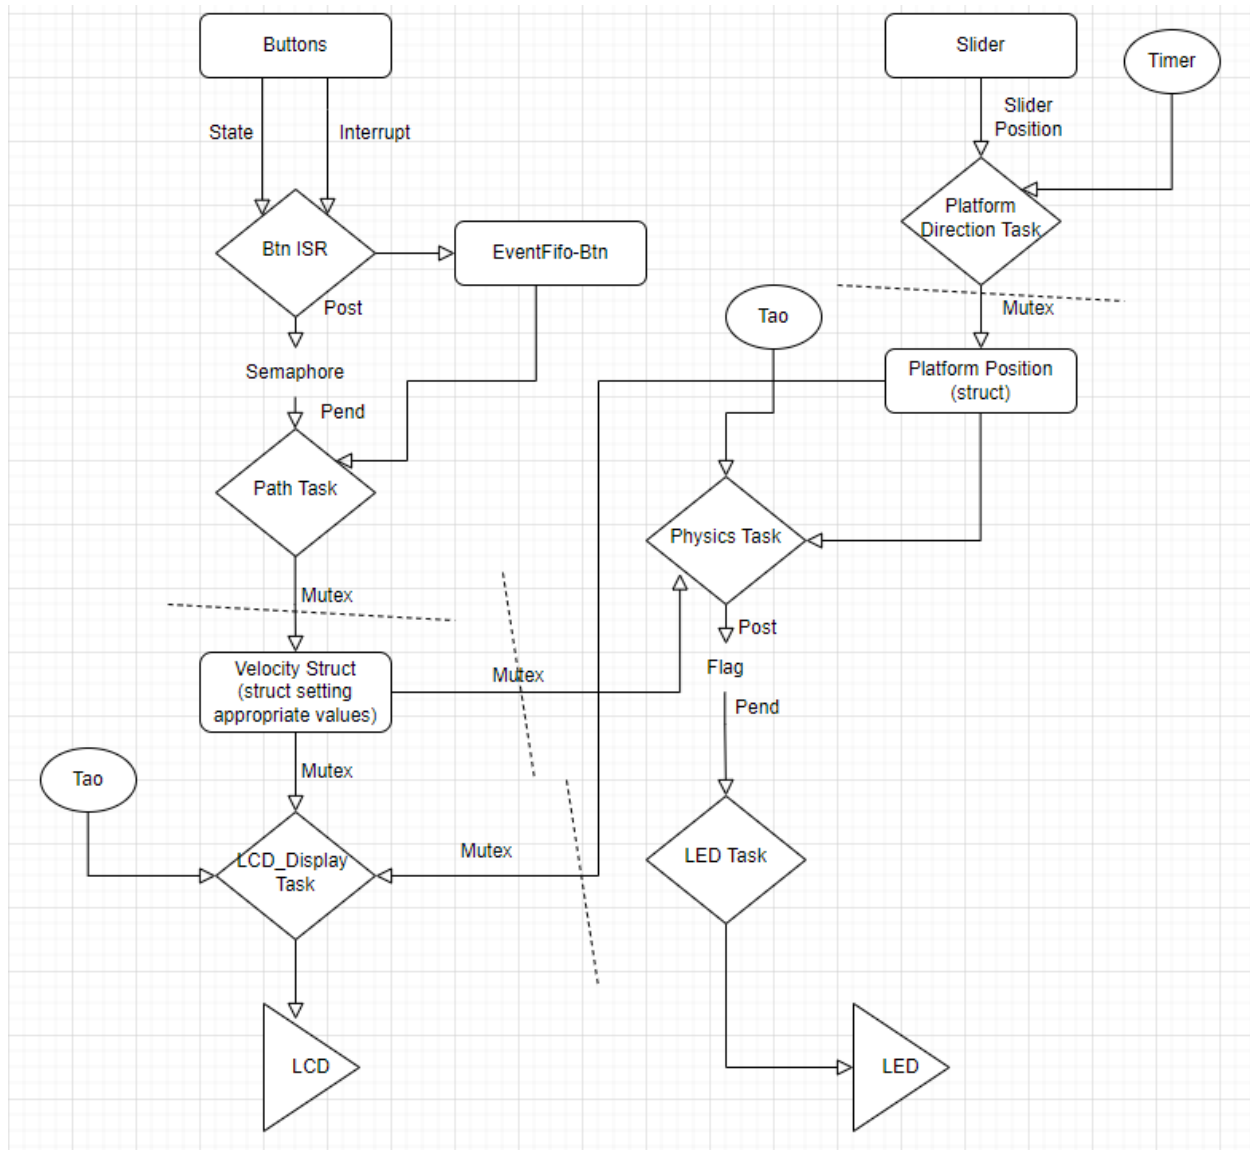 Buttons
Slider
Timer
State
Interrupt
Slider
Position
Btn ISR
EventFifo-Btn
Platform
Direction Task
Post
Mutex
Tao
Semaphore
Platform Position
(struct)
Pend
Path Task
Physics Task
Mutex
Post
Velocity Struct
(struct setting
appropriate values)
Mutex
Flag
Pend
Mutex
Tao
LCD_Display
Task
Mutex
LED Task
LCD
LED